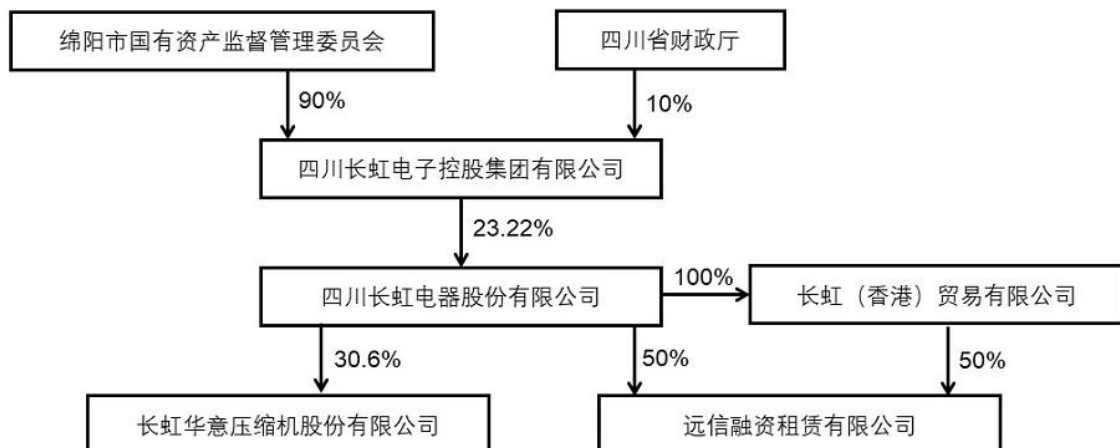 绵阳市国有资产监督管理委员会
四川省财政厅
90%
10%
四川长虹电子控股集团有限公司
23.22%
四川长虹电器股份有限公司
100%
长虹（香港）贸易有限公司
30.6%
50%
50%
长虹华意压缩机股份有限公司
远信融资租赁有限公司